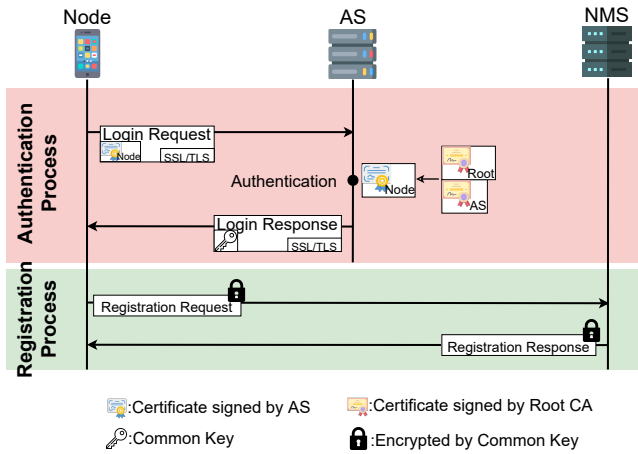 Node
AS
NMS
Authentication
Process
Login Request
Node
SSL/TLS
Authentication
Node
Root
AS
Login Response
SSL/TLS
Registration
Process
Registration Request
Registration Response
:Certificate signed by AS
:Certificate signed by Root CA
:Common Key
:Encrypted by Common Key